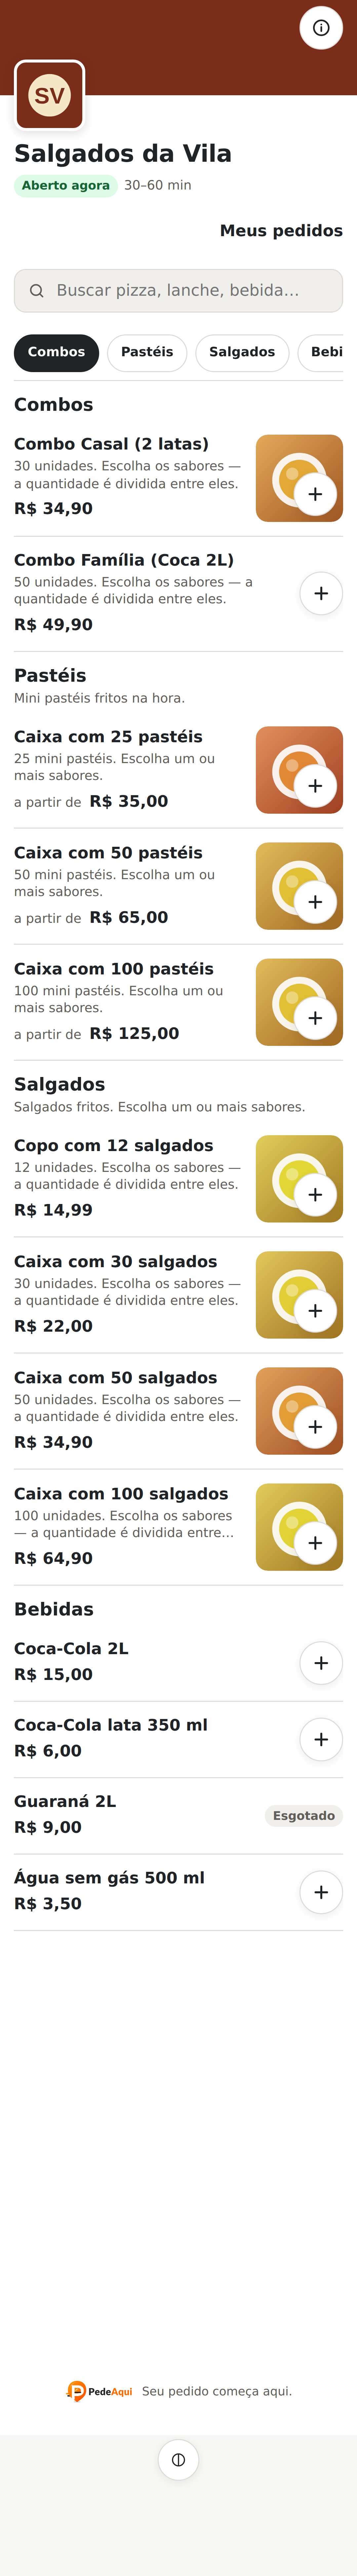 SV
Salgados da Vila
Aberto agora 30–60 min
Meus pedidos
Buscar pizza, lanche, bebida...
Combos Pastéis Salgados Bebi
Combos
Combo Casal (2 latas)
30 unidades. Escolha os sabores —
a quantidade é dividida entre eles.
R$ 34,90
Combo Família (Coca 2L)
50 unidades. Escolha os sabores — a
quantidade é dividida entre eles.
R$ 49,90
Pastéis
Mini pastéis fritos na hora.
Caixa com 25 pastéis
25 mini pastéis. Escolha um ou
mais sabores.
a partir de R$ 35,00
Caixa com 50 pastéis
50 mini pastéis. Escolha um ou
mais sabores.
a partir de R$ 65,00
Caixa com 100 pastéis
100 mini pastéis. Escolha um ou
mais sabores.
a partir de R$ 125,00
Salgados
Salgados fritos. Escolha um ou mais sabores.
Copo com 12 salgados
12 unidades. Escolha os sabores —
a quantidade é dividida entre eles.
R$ 14,99
Caixa com 30 salgados
30 unidades. Escolha os sabores —
a quantidade é dividida entre eles.
R$ 22,00
Caixa com 50 salgados
50 unidades. Escolha os sabores —
a quantidade é dividida entre eles.
R$ 34,90
Caixa com 100 salgados
100 unidades. Escolha os sabores
— a quantidade é dividida entre...
R$ 64,90
Bebidas
Coca-Cola 2L
R$ 15,00
Coca-Cola lata 350 ml
R$ 6,00
Guaraná 2L
R$ 9,00
Esgotado
Água sem gás 500 ml
R$ 3,50
PedeAqui Seu pedido começa aqui.